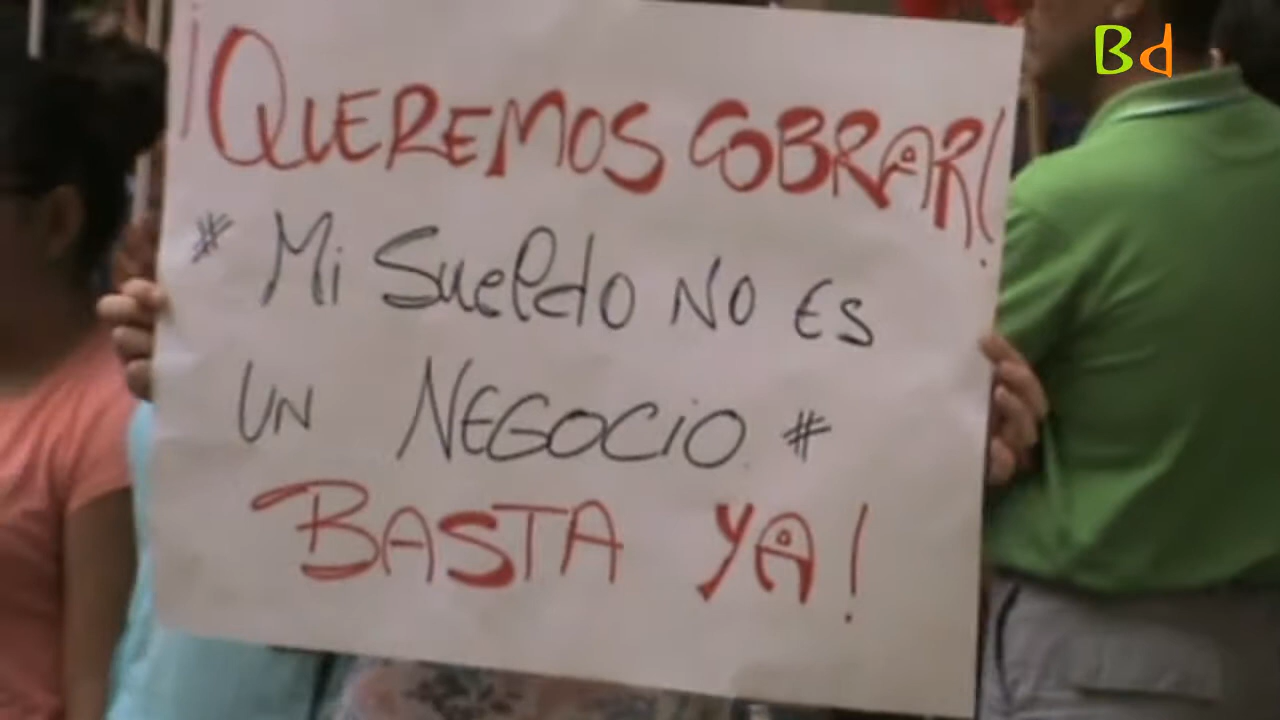 Bd
¡QUEREMOS COBRAR!
* Mi Sueldo NO ES
UN NEGOCIO *
BASTA YA!